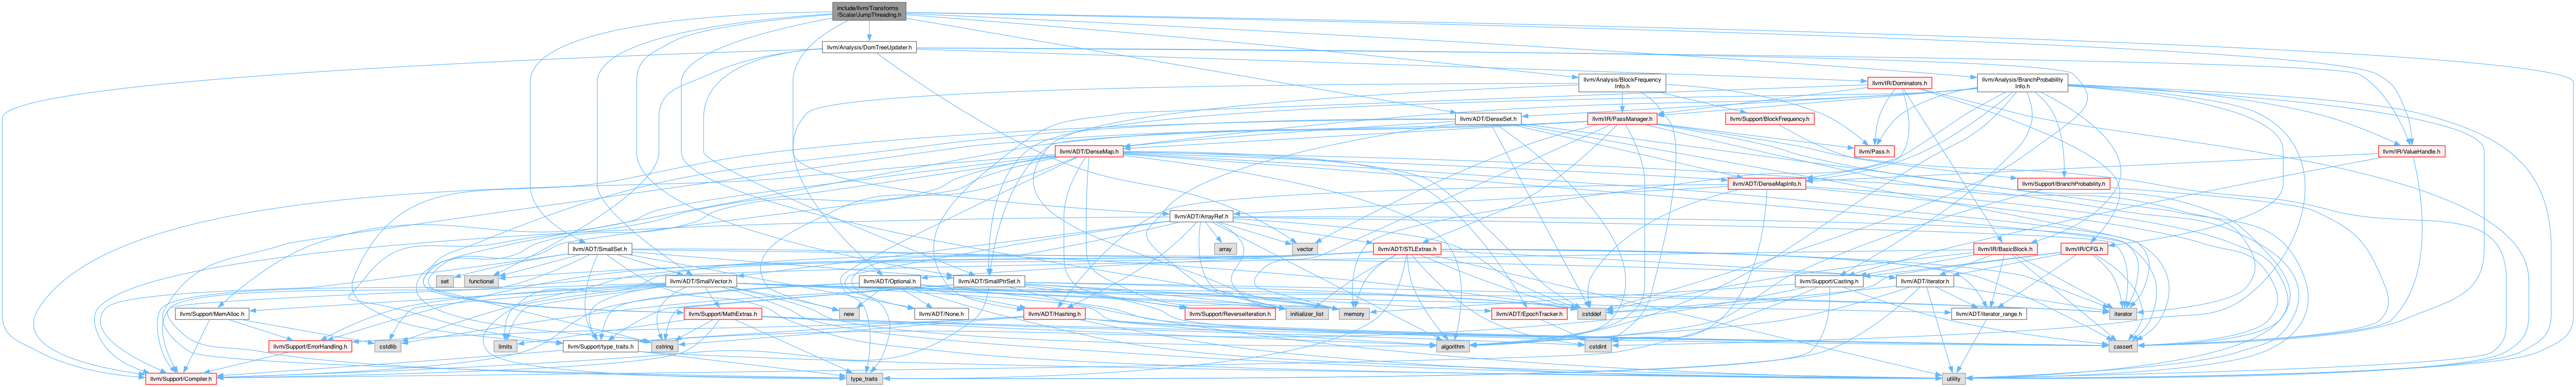 include/llvm/Transforms
/Scalar/JumpThreading.h
llvm/Analysis/DomTreeUpdater.h
llvm/Analysis/BlockFrequency
Info.h
llvm/IR/Dominators.h
llvm/Analysis/BranchProbability
Info.h
llvm/ADT/DenseSet.h
llvm/IR/PassManager.h
llvm/Support/BlockFrequency.h
llvm/ADT/DenseMap.h
llvm/Pass.h
llvm/IR/ValueHandle.h
llvm/ADT/DenseMapInfo.h
llvm/Support/BranchProbability.h
llvm/ADT/ArrayRef.h
llvm/ADT/SmallSet.h
array
vector
llvm/ADT/STLExtras.h
llvm/IR/BasicBlock.h
llvm/IR/CFG.h
set
functional
llvm/ADT/SmallVector.h
llvm/ADT/Optional.h
llvm/ADT/SmallPtrSet.h
llvm/Support/Casting.h
llvm/ADT/iterator.h
llvm/Support/MemAlloc.h
llvm/Support/MathExtras.h
new
llvm/ADT/None.h
llvm/ADT/Hashing.h
llvm/Support/ReverseIteration.h
initializer_list
memory
cstddef
llvm/ADT/EpochTracker.h
llvm/ADT/iterator_range.h
iterator
llvm/Support/ErrorHandling.h
cstdlib
limits
llvm/Support/type_traits.h
cstring
algorithm
cstdint
cassert
llvm/Support/Compiler.h
type_traits
utility